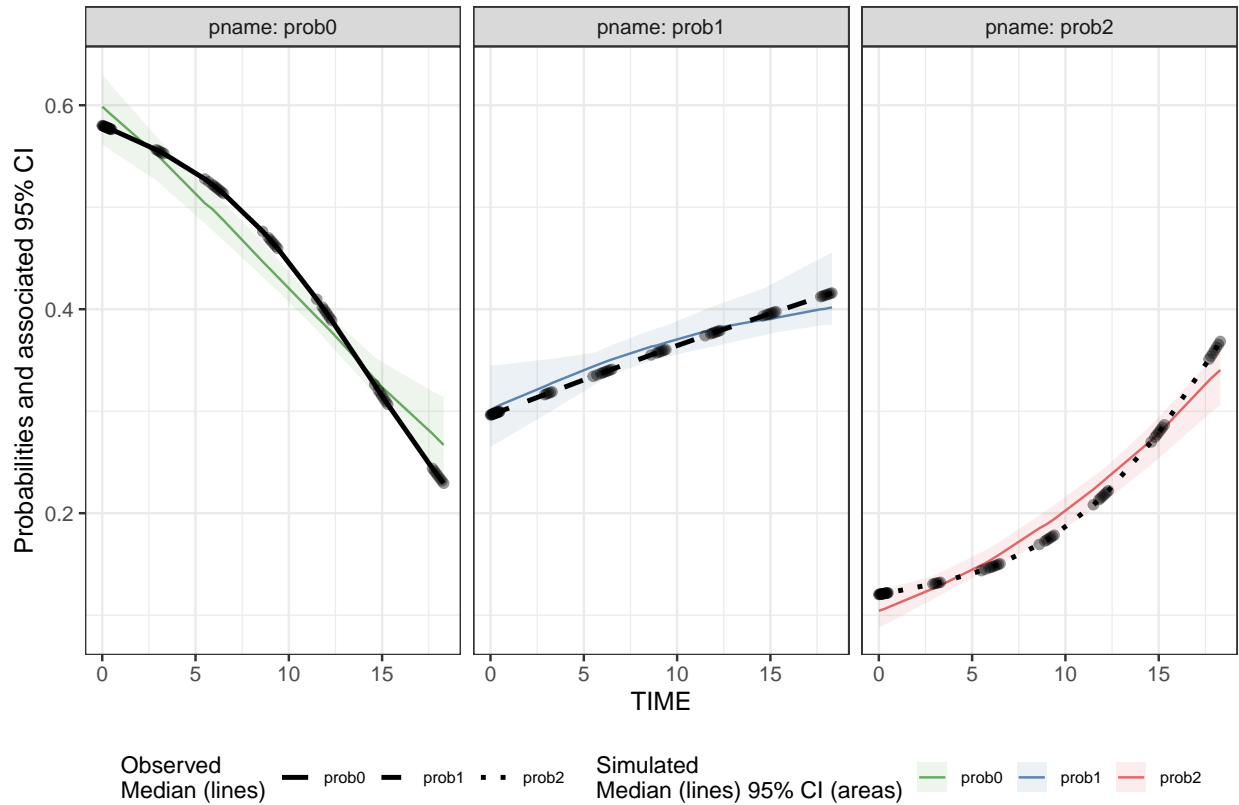 pname: prob0
pname: prob1
pname: prob2
Probabilities and associated 95% CI
0.6
0.4
0.2
0 5 10 15
0 5 10 15
0 5 10 15
TIME
Observed
Median (lines)
prob0 prob1 prob2
Simulated
Median (lines) 95% CI (areas)
prob0 prob1 prob2